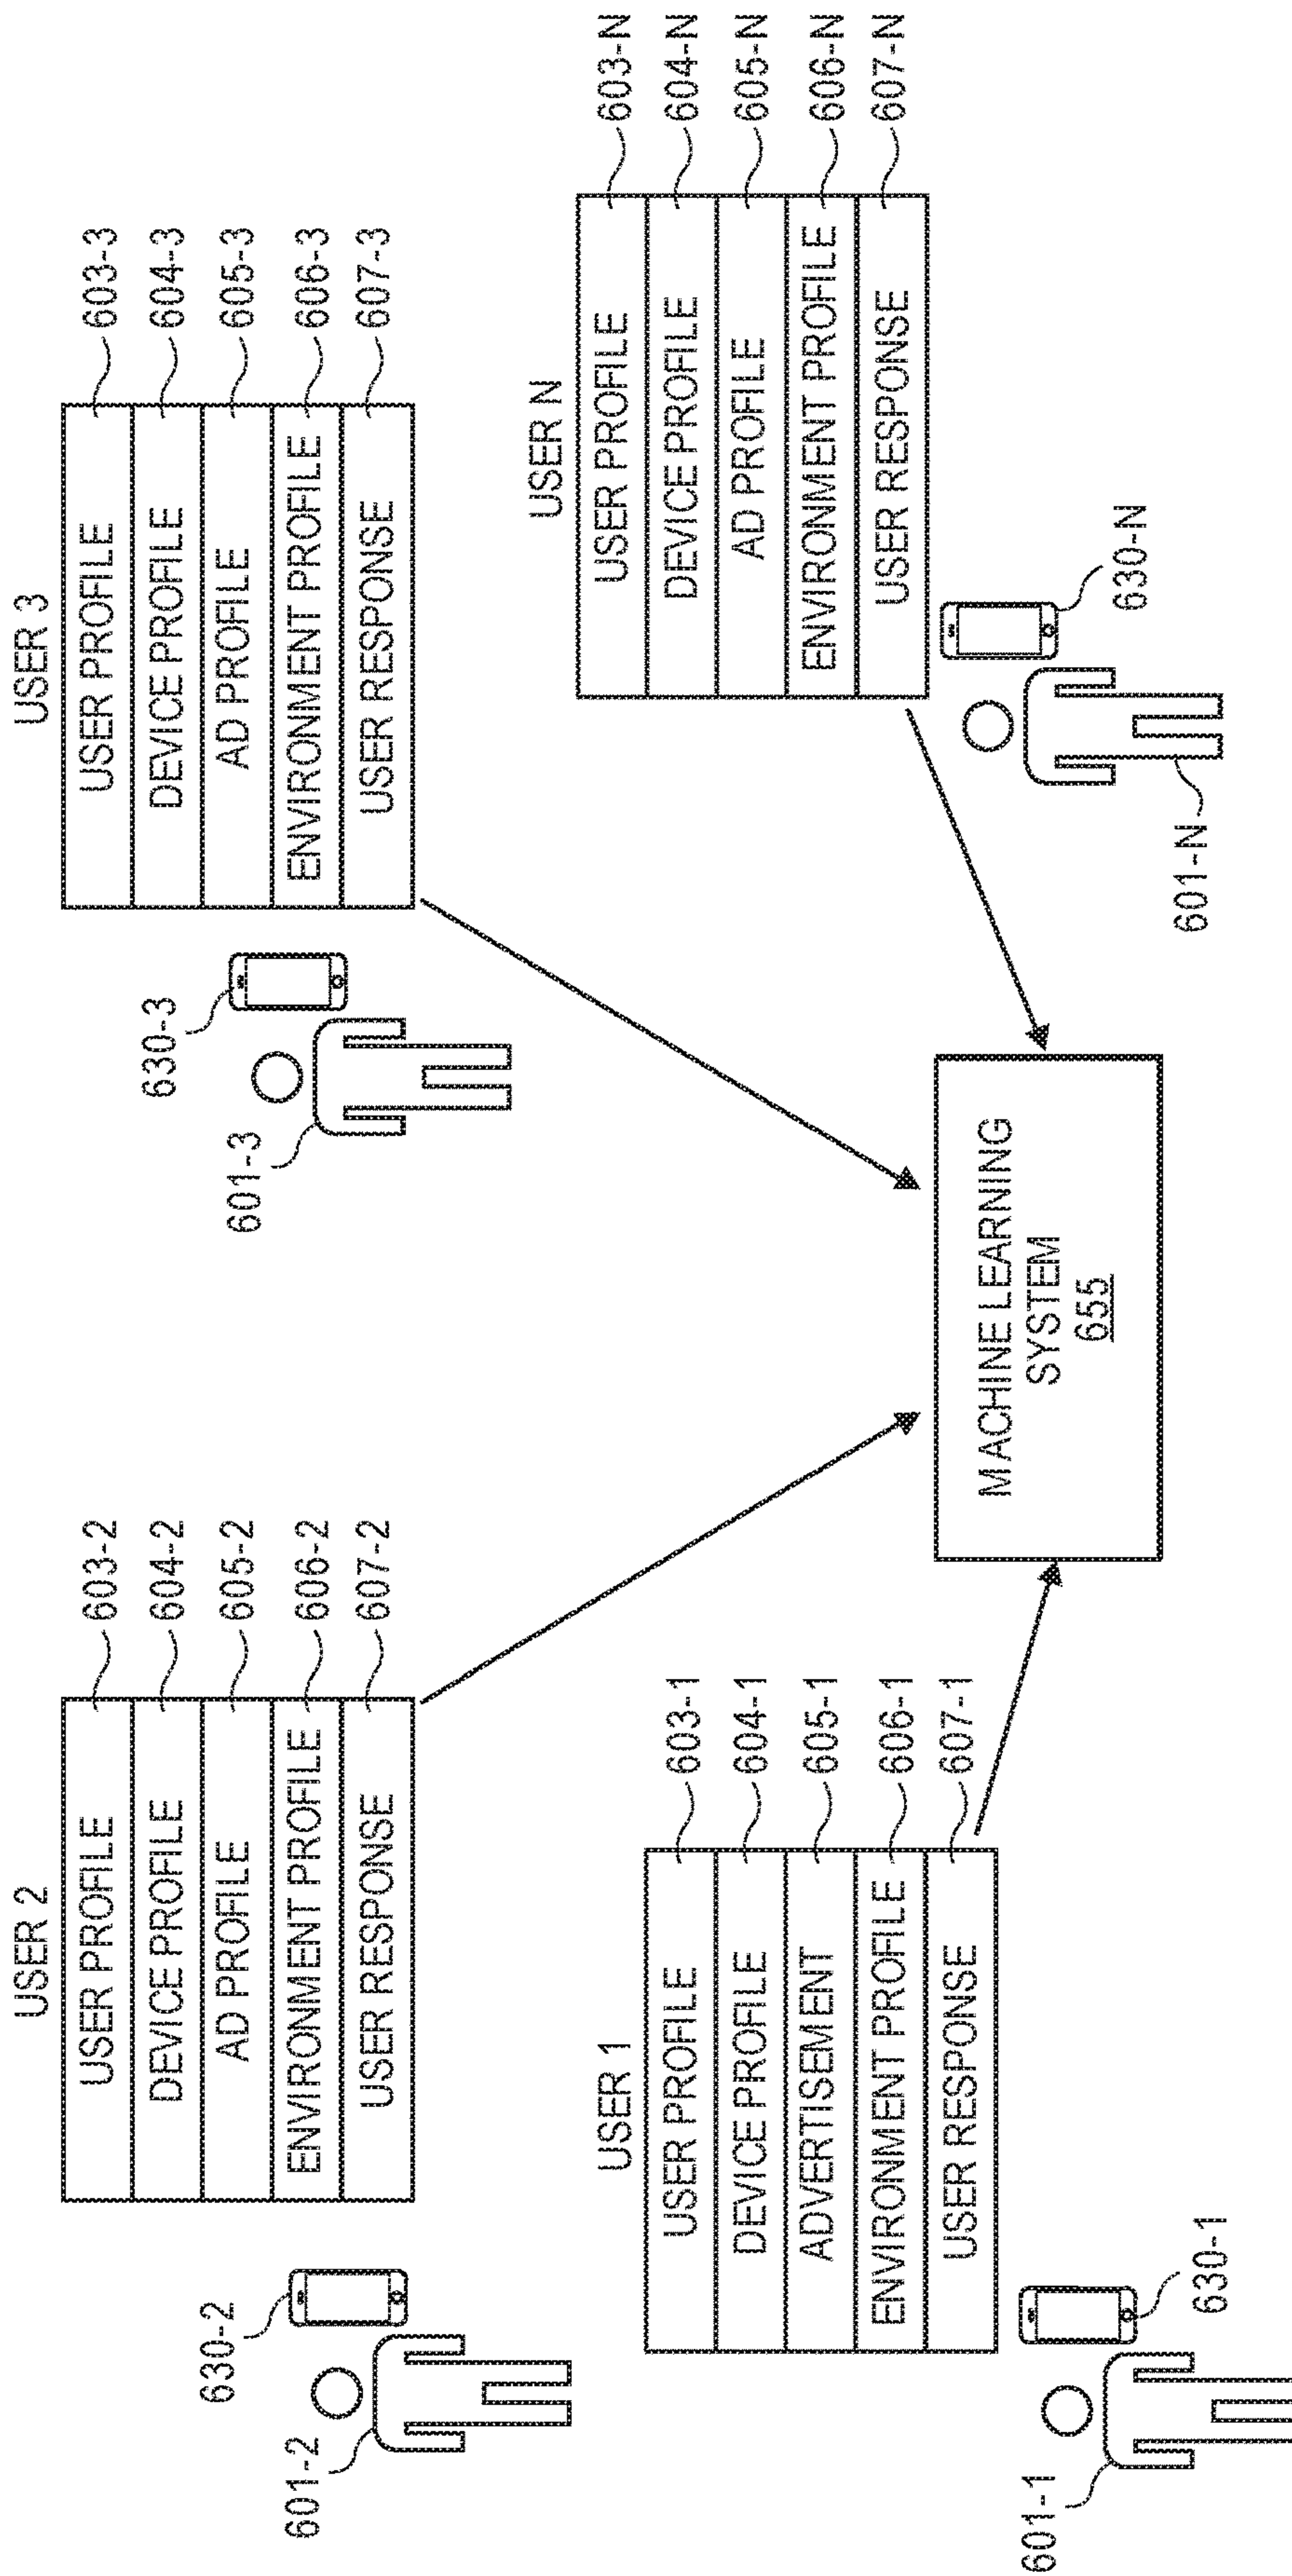 USER 2
USER PROFILE
603-2
DEVICE PROFILE
604-2
AD PROFILE
605-2
ENVIRONMENT PROFILE
606-2
USER RESPONSE
607-2
630-2
601-2
USER 3
USER PROFILE
603-3
DEVICE PROFILE
604-3
AD PROFILE
605-3
ENVIRONMENT PROFILE
606-3
USER RESPONSE
607-3
630-3
601-3
USER 1
USER PROFILE
603-1
DEVICE PROFILE
604-1
ADVERTISEMENT
605-1
ENVIRONMENT PROFILE
606-1
USER RESPONSE
607-1
630-1
601-1
USER N
USER PROFILE
603-N
DEVICE PROFILE
604-N
AD PROFILE
605-N
ENVIRONMENT PROFILE
606-N
USER RESPONSE
607-N
630-N
601-N
MACHINE LEARNING
SYSTEM
655